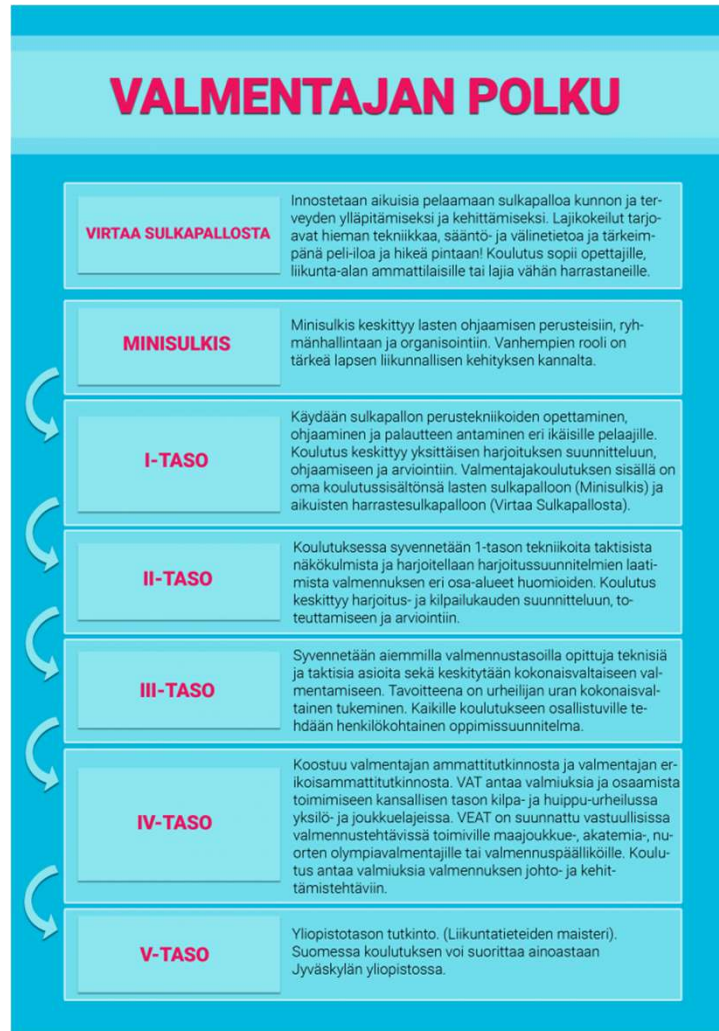 VALMENTAJAN POLKU
VIRTAA SULKAPALLOSTA
Innostetaan aikuisia pelaamaan sulkapalloa kunnon ja ter-
veyden ylläpitämiseksi ja kehittämiseksi. Lajikokeilut tarjo-
avat hieman tekniikkaa, sääntö- ja välinetietoa ja tärkeim-
pänä peli-iloa ja hikeä pintaan! Koulutus sopii opettajille,
liikunta-alan ammattilaisille tai lajia vähän harrastaneille.
MINISULKIS
Minisulkis keskittyy lasten ohjaamisen perusteisiin, ryh-
mänhallintaan ja organisointiin. Vanhempien rooli on
tärkeä lapsen liikunnallisen kehityksen kannalta.
I-TASO
Käydään sulkapallon perustekniikoiden opettaminen,
ohjaaminen ja palautteen antaminen eri ikäisille pelaajille.
Koulutus keskittyy yksittäisen harjoituksen suunnitteluun,
ohjaamiseen ja arviointiin. Valmentajakoulutuksen sisällä on
oma koulutussisältönsä lasten sulkapalloon (Minisulkis) ja
aikuisten harrastesulkapalloon (Virtaa Sulkapallosta).
II-TASO
Koulutuksessa syvennetään 1-tason tekniikoita taktisista
näkökulmista ja harjoitellaan harjoitussuunnitelmien laati-
mista valmennuksen eri osa-alueet huomioiden. Koulutus
keskittyy harjoitus- ja kilpailukauden suunnitteluun, to-
teuttamiseen ja arviointiin.
III-TASO
Syvennetään aiemmilla valmennustasoilla opittuja teknisiä
ja taktisia asioita sekä keskitytään kokonaisvaltaiseen val-
mentamiseen. Tavoitteena on urheilijan uran kokonaisval-
tainen tukeminen. Kaikille koulutukseen osallistuville te-
hdään henkilökohtainen oppimissuunnitelma.
IV-TASO
Koostuu valmentajan ammattitutkinnosta ja valmentajan er-
ikoisammattitutkinnosta. VAT antaa valmiuksia ja osaamista
toimimiseen kansallisen tason kilpa- ja huippu-urheilussa
yksilö- ja joukkuelajeissa. VEAT on suunnattu vastuullisissa
valmennustehtävissä toimiville maajoukkue-, akatemia-, nu-
orten olympiavalmentajille tai valmennuspäälliköille. Koulu-
tus antaa valmiuksia valmennuksen johto- ja kehit-
tämistehtäviin.
V-TASO
Yliopistotason tutkinto. (Liikuntatieteiden maisteri).
Suomessa koulutuksen voi suorittaa ainoastaan
Jyväskylän yliopistossa.